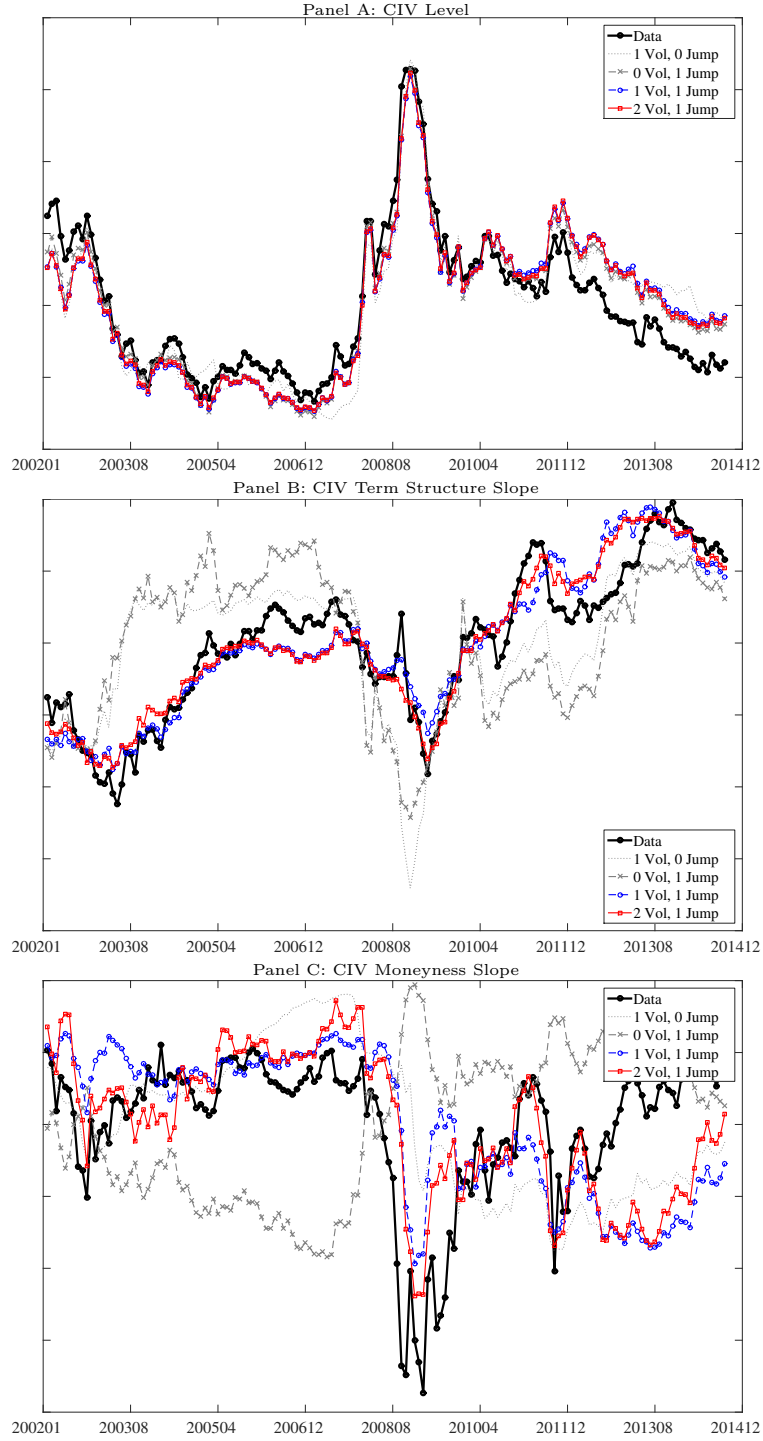 Panel A: CIV Level
Data
1 Vol, 0 Jump
0 Vol, 1 Jump
1 Vol, 1 Jump
2 Vol, 1 Jump
200201 200308 200504 200612 200808 201004 201112 201308 201412
Panel B: CIV Term Structure Slope
Data
1 Vol, 0 Jump
0 Vol, 1 Jump
1 Vol, 1 Jump
2 Vol, 1 Jump
200201 200308 200504 200612 200808 201004 201112 201308 201412
Panel C: CIV Moneyness Slope
Data
1 Vol, 0 Jump
0 Vol, 1 Jump
1 Vol, 1 Jump
2 Vol, 1 Jump
200201 200308 200504 200612 200808 201004 201112 201308 201412